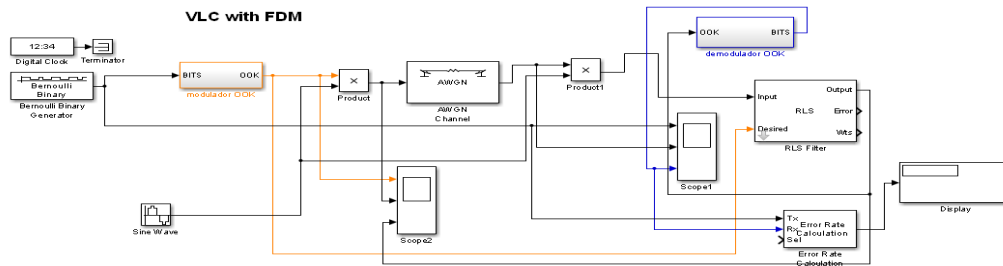 VLC with FDM
12:34
Digital Clock
Terminator
Bernoulli
Binary
Bernoulli Binary
Generator
BITS
OOK
modulador OOK
×
Product
AWGN
AWGN
Channel
×
Product1
OOK
BITS
demodulador OOK
Input
Desired
RLS
Output
Error
Wts
RLS Filter
Scope1
Scope2
Sine Wave
Tx
Rx
Sel
Error Rate
Calculation
Error Rate
Calculation
Display